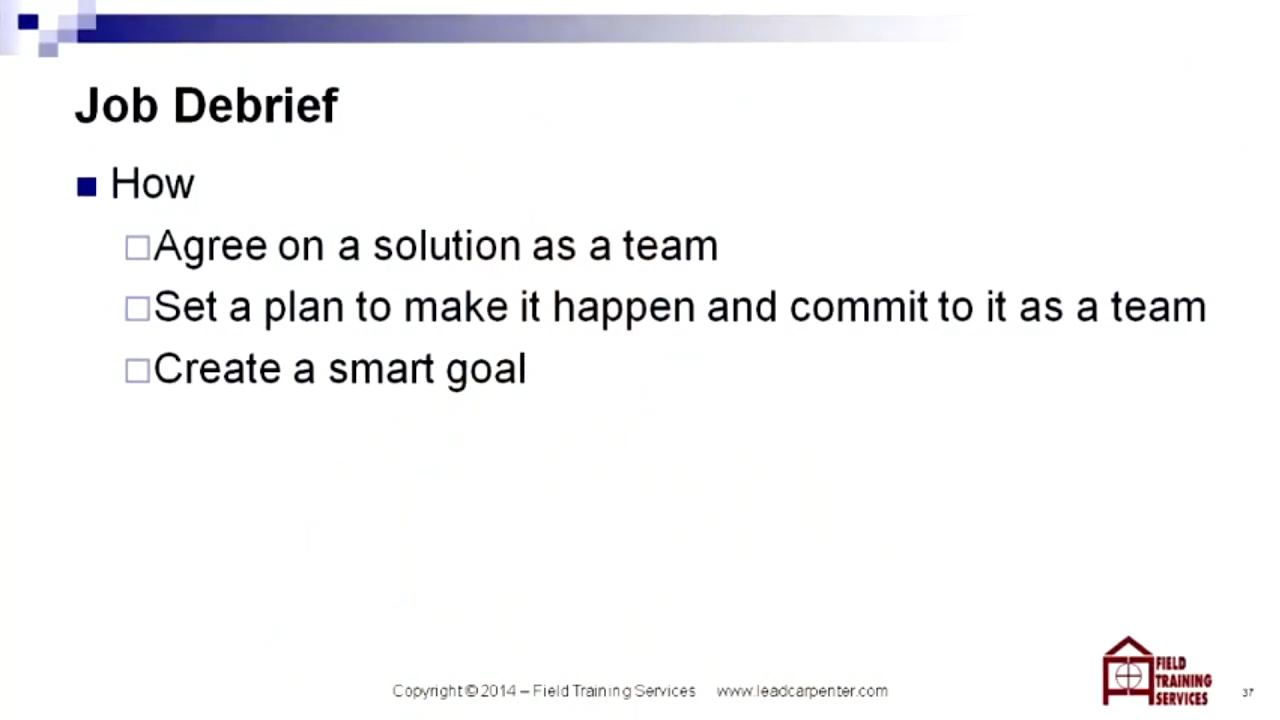 Job Debrief
How
Agree on a solution as a team
Set a plan to make it happen and commit to it as a team
Create a smart goal
Copyright © 2014 – Field Training Services www.leadcarpenter.com
FIELD
TRAINING
SERVICES
37